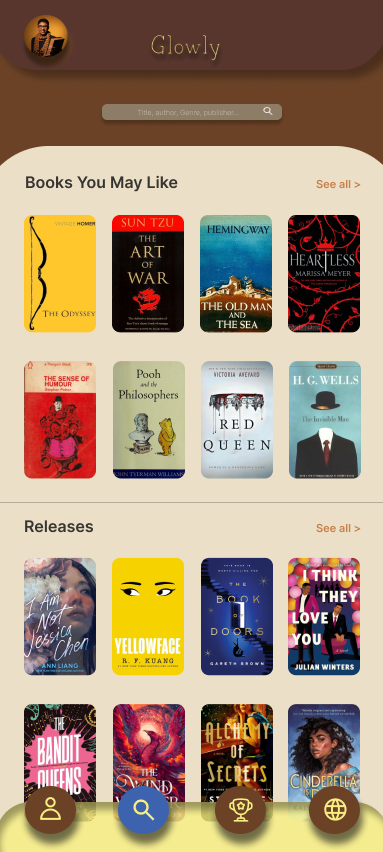 Glowly
Title, author, Genre, publisher...
Books You May Like
See all >
VINTAGE HOMER
THE ODYSSEY
SUN TZU
THE
ART
OF
WAR
HEMINGWAY
THE OLD MAN
AND
THE SEA
HEARTLESS
MARISSA MEYER
THE SENSE OF
HUMOUR
Stephen Potter
Pooh
and the
Philosophers
JOHN TYERMAN WILLIAMS
VICTORIA AVEYARD
RED
QUEEN
H. G. WELLS
The Invisible Man
Releases
See all >
I Am
Not
Jessica
Chen
ANN LIANG
YELLOWFACE
R. F. KUANG
THE
BOOK
OF
DOORS
GARETH BROWN
I THINK
THEY
LOVE
YOU
JULIAN WINTERS
THE
BANDIT
QUEENS
THE
WIND
ALCHEMY
OF
SECRETS
CINDERELLA